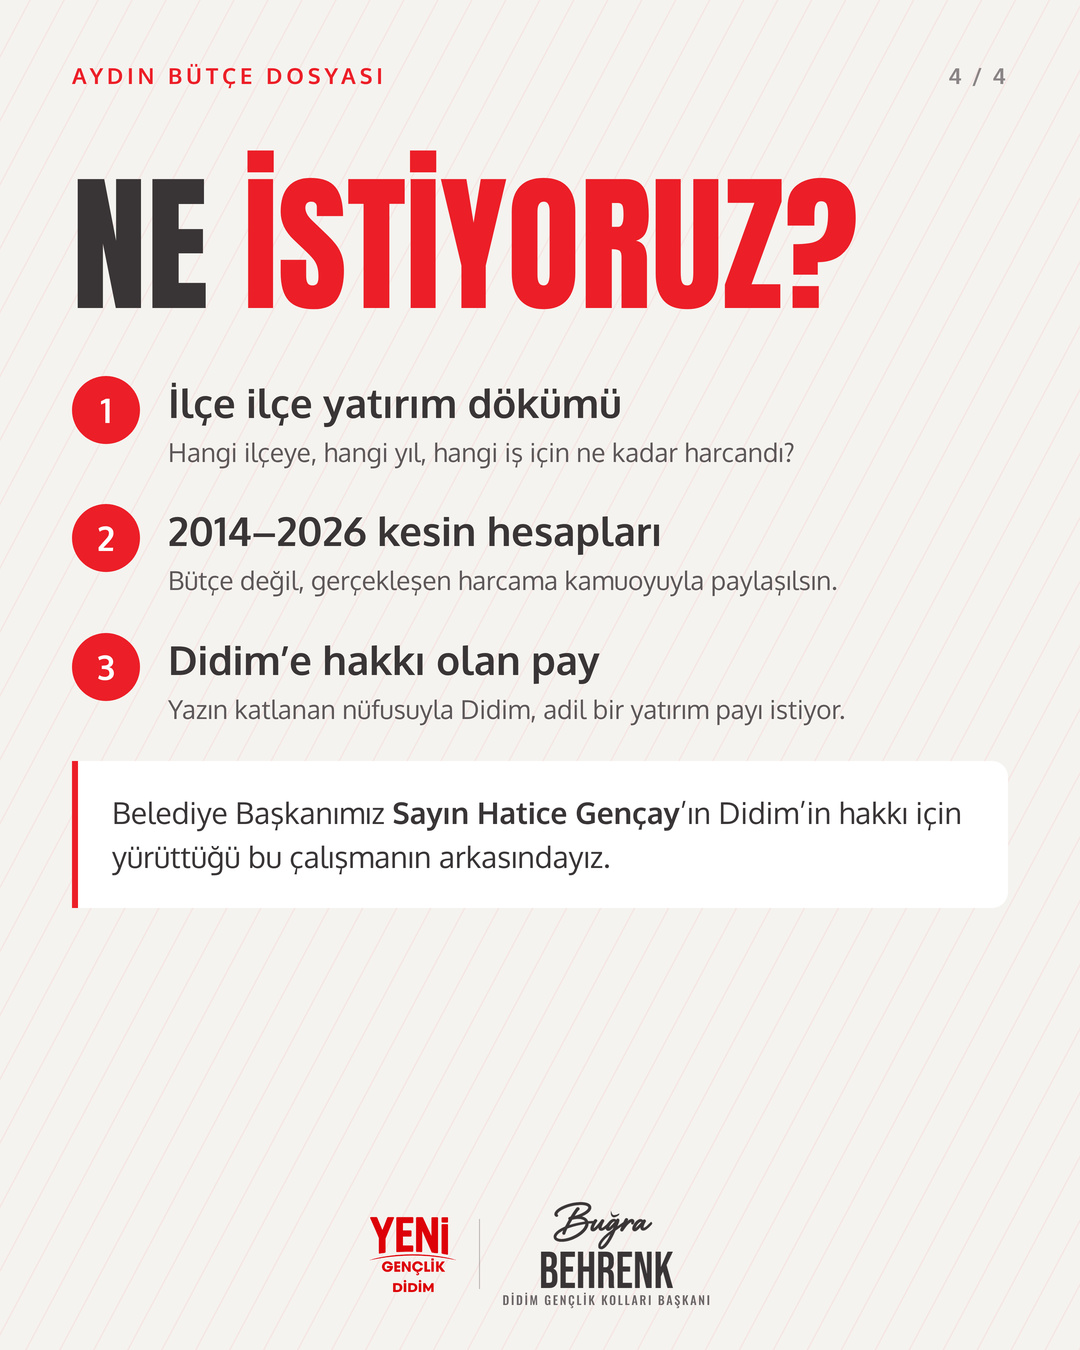 AYDIN BÜTÇE DOSYASI
4 / 4
NE İSTİYORUZ?
1
İlçe ilçe yatırım dökümü
Hangi ilçeye, hangi yıl, hangi iş için ne kadar harcandı?
2
2014–2026 kesin hesapları
Bütçe değil, gerçekleşen harcama kamuoyuyla paylaşılsın.
3
Didim’e hakkı olan pay
Yazın katlanan nüfusuyla Didim, adil bir yatırım payı istiyor.
Belediye Başkanımız Sayın Hatice Gençay’ın Didim’in hakkı için
yürüttüğü bu çalışmanın arkasındayız.
YENİ
GENÇLİK
DİDİM
Buğra
BEHRENK
DİDİM GENÇLİK KOLLARI BAŞKANI